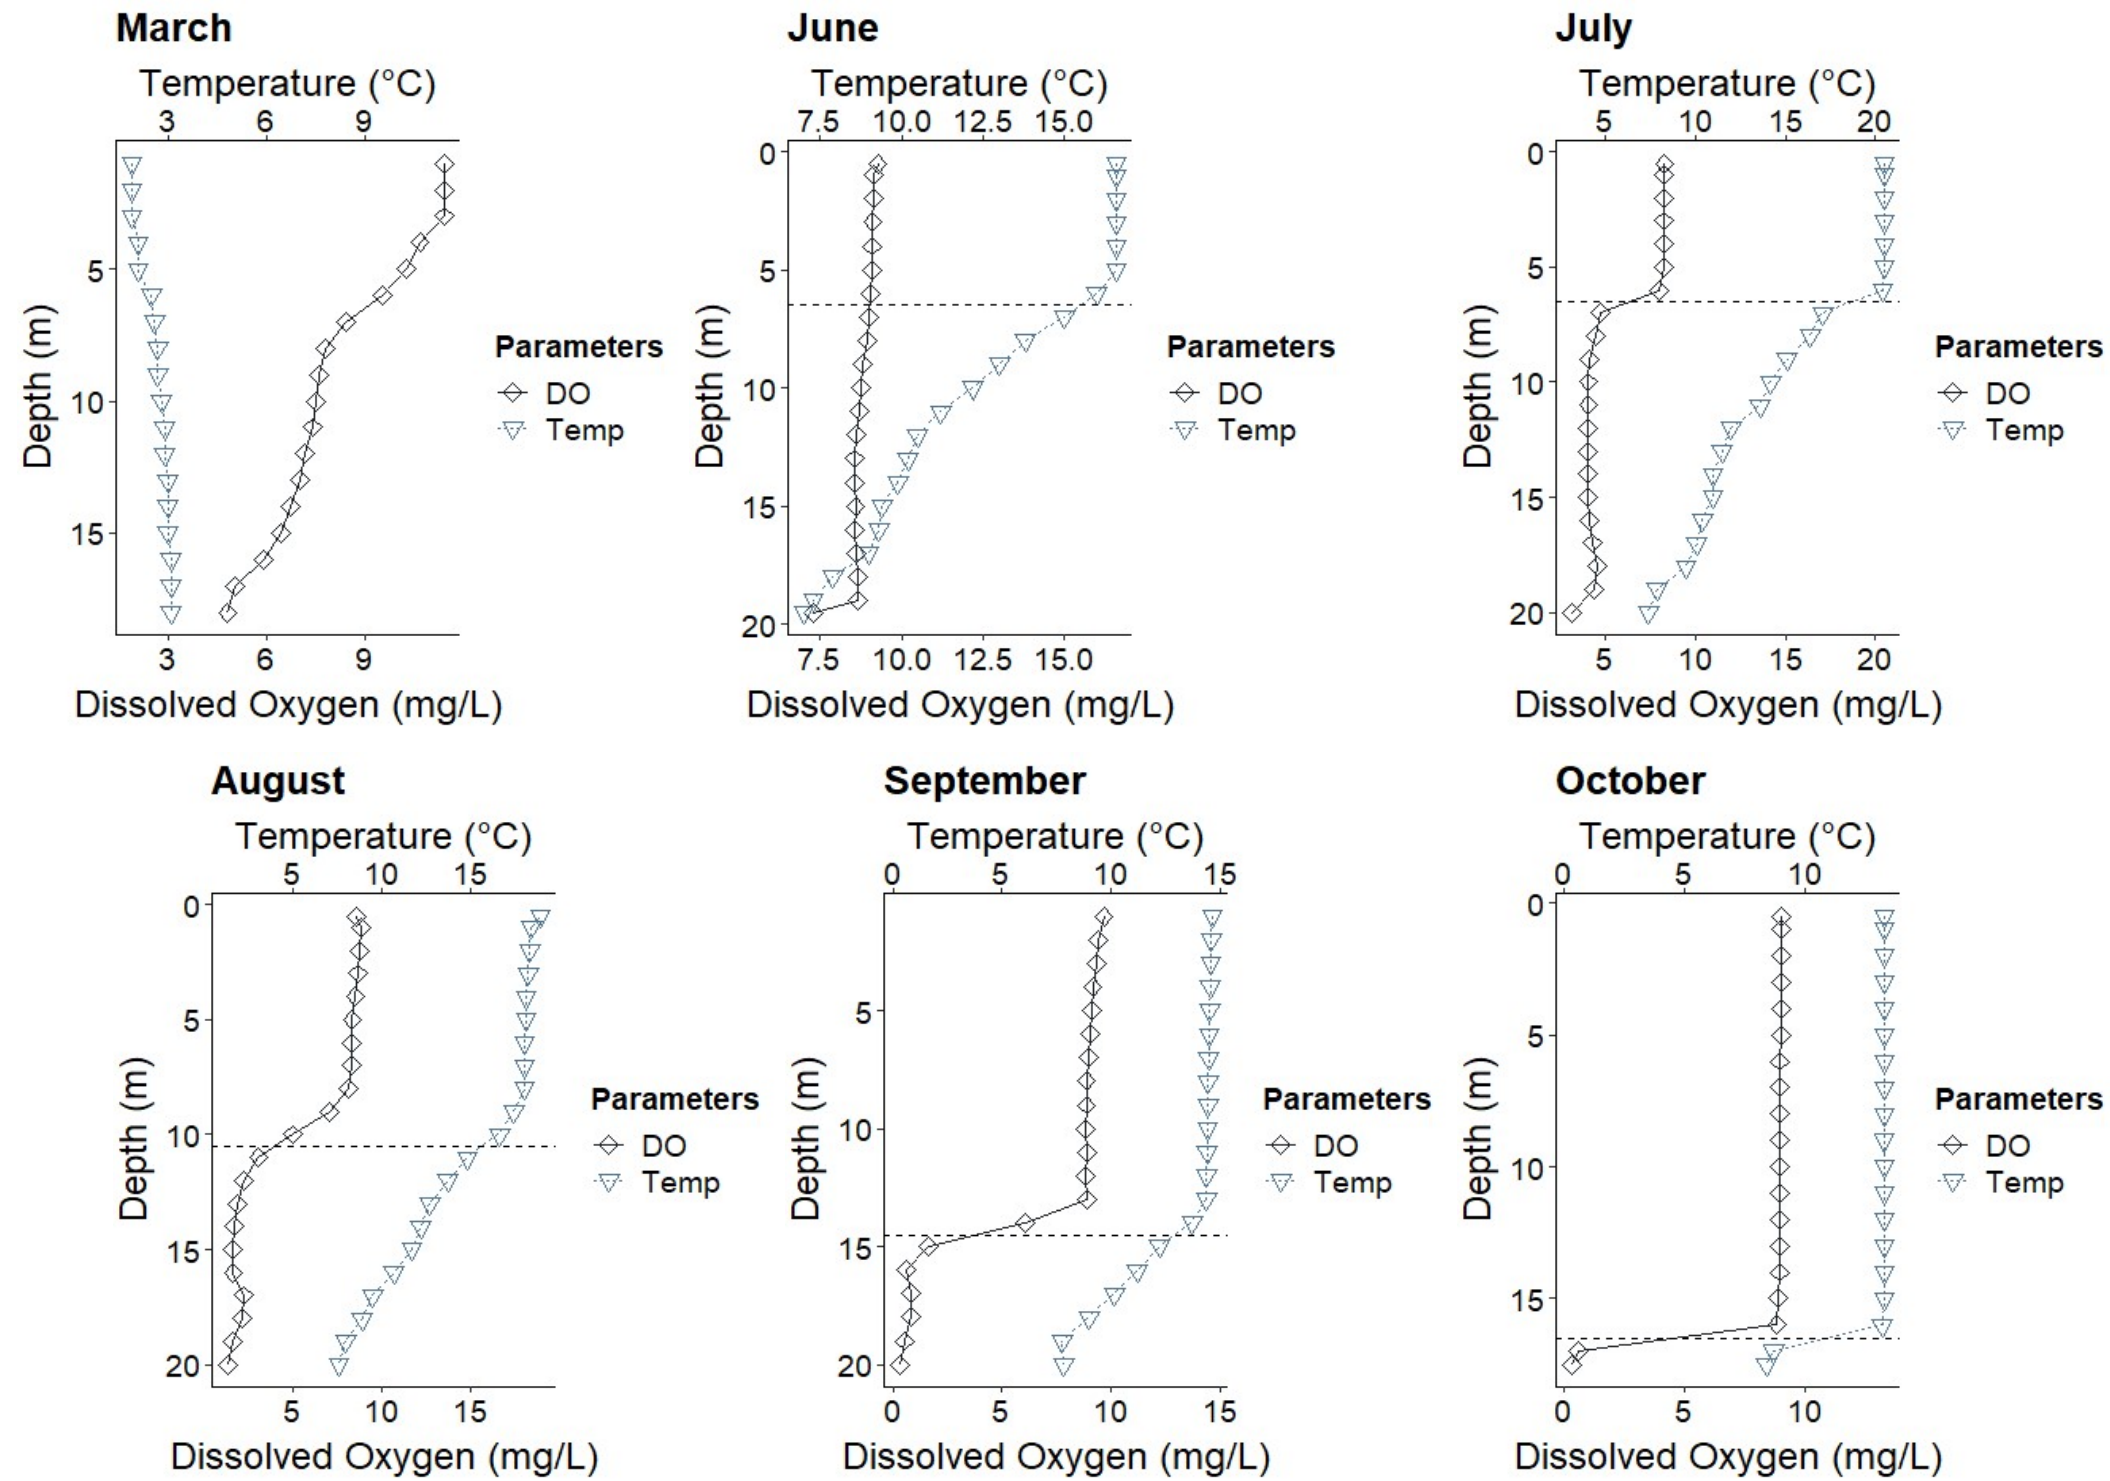 March
Temperature (°C)
3 6 9
5
10
15
Depth (m)
3 6 9
Dissolved Oxygen (mg/L)
Parameters
DO
Temp
June
Temperature (°C)
7.5 10.0 12.5 15.0
0
5
10
15
20
Depth (m)
7.5 10.0 12.5 15.0
Dissolved Oxygen (mg/L)
Parameters
DO
Temp
July
Temperature (°C)
5 10 15 20
0
5
10
15
20
Depth (m)
5 10 15 20
Dissolved Oxygen (mg/L)
Parameters
DO
Temp
August
Temperature (°C)
5 10 15
0
5
10
15
20
Depth (m)
5 10 15
Dissolved Oxygen (mg/L)
Parameters
DO
Temp
September
Temperature (°C)
0 5 10 15
5
10
15
20
Depth (m)
0 5 10 15
Dissolved Oxygen (mg/L)
Parameters
DO
Temp
October
Temperature (°C)
0 5 10
0
5
10
15
Depth (m)
0 5 10
Dissolved Oxygen (mg/L)
Parameters
DO
Temp